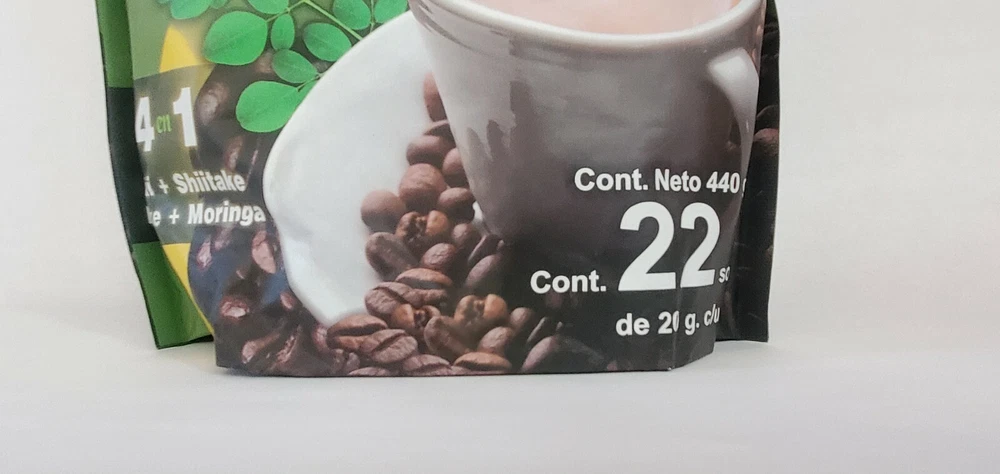 4 en 1
+ Shiitake
+ Moringa
Cont. Neto 440
Cont. 22
de 20 g. c/u